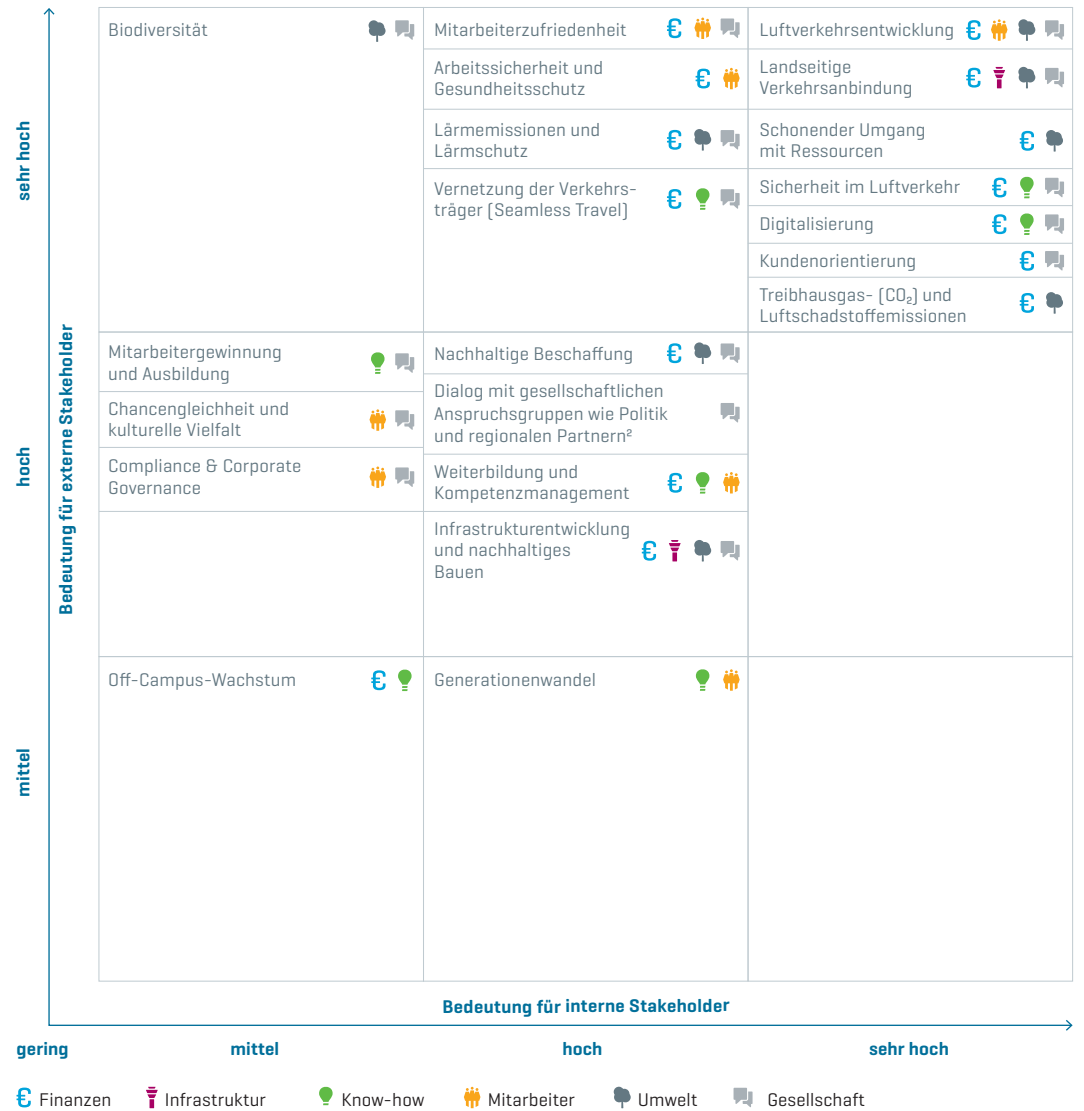 Bedeutung für externe Stakeholder
sehr hoch
Biodiversität
Mitarbeiterzufriedenheit
Arbeitssicherheit und
Gesundheitsschutz
Lärmemissionen und
Lärmschutz
Vernetzung der Verkehrs-
träger (Seamless Travel)
Luftverkehrsentwicklung
Landseitige
Verkehrsanbindung
Schonender Umgang
mit Ressourcen
Sicherheit im Luftverkehr
Digitalisierung
Kundenorientierung
Treibhausgas- (CO₂) und
Luftschadstoffemissionen
hoch
Mitarbeitergewinnung
und Ausbildung
Chancengleichheit und
kulturelle Vielfalt
Compliance & Corporate
Governance
Nachhaltige Beschaffung
Dialog mit gesellschaftlichen
Anspruchsgruppen wie Politik
und regionalen Partnern²
Weiterbildung und
Kompetenzmanagement
Infrastrukturentwicklung
und nachhaltiges
Bauen
mittel
Off-Campus-Wachstum
Generationenwandel
Bedeutung für interne Stakeholder
gering
mittel
hoch
sehr hoch
€ Finanzen
Infrastruktur
Know-how
Mitarbeiter
Umwelt
Gesellschaft